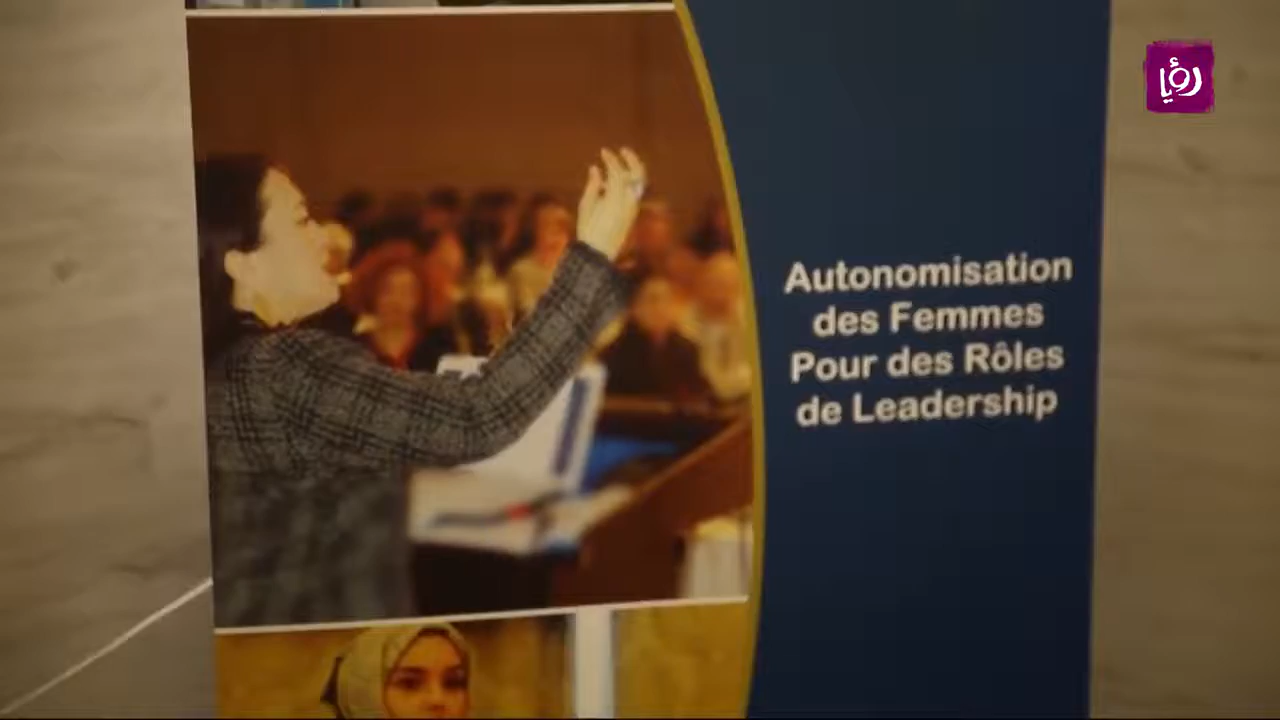 رؤيا
Autonomisation
des Femmes
Pour des Rôles
de Leadership